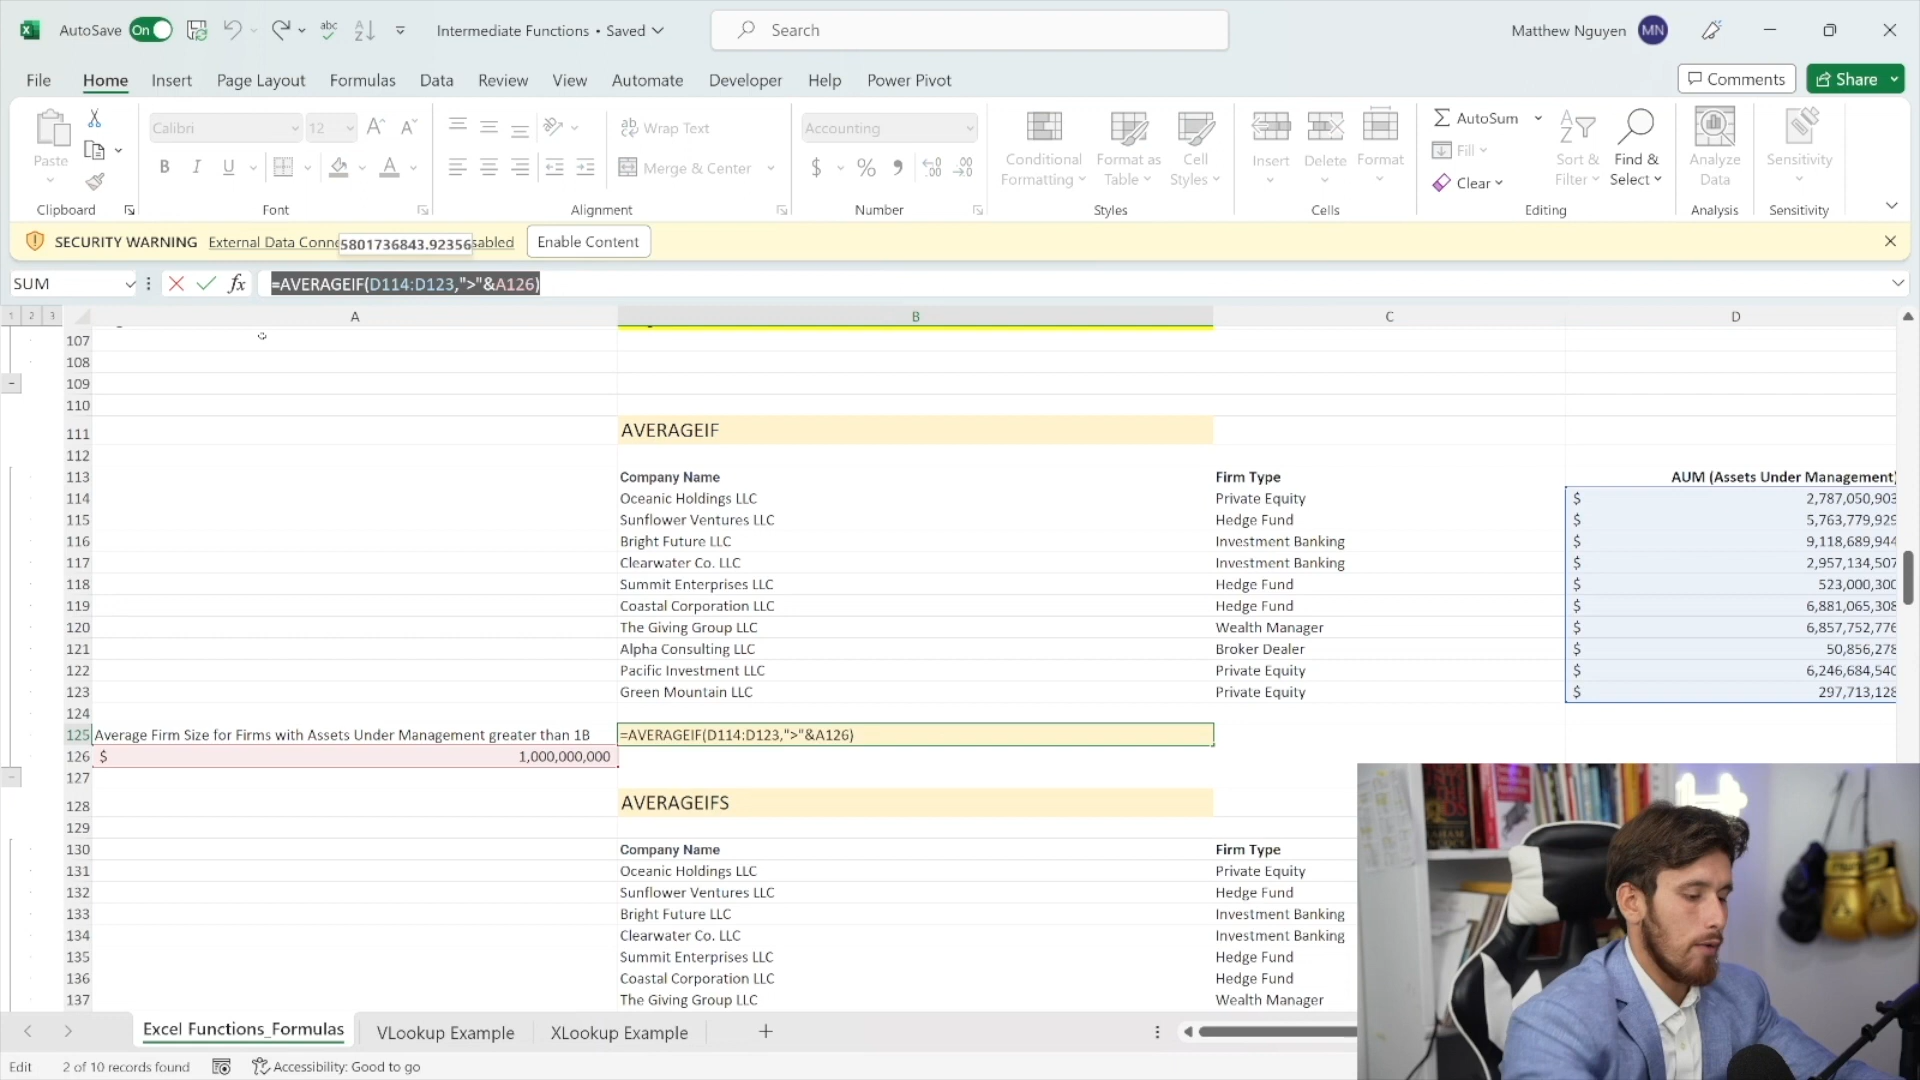 AutoSave On Intermediate Functions • Saved Search Matthew Nguyen MN
File Home Insert Page Layout Formulas Data Review View Automate Developer Help Power Pivot Comments Share
Paste Calibri 12 Wrap Text Accounting Conditional Formatting Format as Table Cell Styles Insert Delete Format AutoSum Fill Clear Sort & Filter Find & Select Analyze Data Sensitivity
B I U A Merge & Center $ %
Clipboard Font Alignment Number Styles Cells Editing Analysis Sensitivity
SECURITY WARNING External Data Conne 5801736843.92356 sabled Enable Content
SUM fx =AVERAGEIF(D114:D123,">"&A126)
1 2 3 A B C D
107
108
109
110
111 AVERAGEIF
112
113 Company Name Firm Type AUM (Assets Under Management)
114 Oceanic Holdings LLC Private Equity $ 2,787,050,903
115 Sunflower Ventures LLC Hedge Fund $ 5,763,779,929
116 Bright Future LLC Investment Banking $ 9,118,689,944
117 Clearwater Co. LLC Investment Banking $ 2,957,134,507
118 Summit Enterprises LLC Hedge Fund $ 523,000,300
119 Coastal Corporation LLC Hedge Fund $ 6,881,065,308
120 The Giving Group LLC Wealth Manager $ 6,857,752,776
121 Alpha Consulting LLC Broker Dealer $ 50,856,278
122 Pacific Investment LLC Private Equity $ 6,246,684,540
123 Green Mountain LLC Private Equity $ 297,713,128
124
125 Average Firm Size for Firms with Assets Under Management greater than 1B =AVERAGEIF(D114:D123,">"&A126)
126 $ 1,000,000,000
127
128 AVERAGEIFS
129
130 Company Name Firm Type
131 Oceanic Holdings LLC Private Equity
132 Sunflower Ventures LLC Hedge Fund
133 Bright Future LLC Investment Banking
134 Clearwater Co. LLC Investment Banking
135 Summit Enterprises LLC Hedge Fund
136 Coastal Corporation LLC Hedge Fund
137 The Giving Group LLC Wealth Manager
Excel Functions_Formulas VLookup Example XLookup Example
Edit 2 of 10 records found Accessibility: Good to go